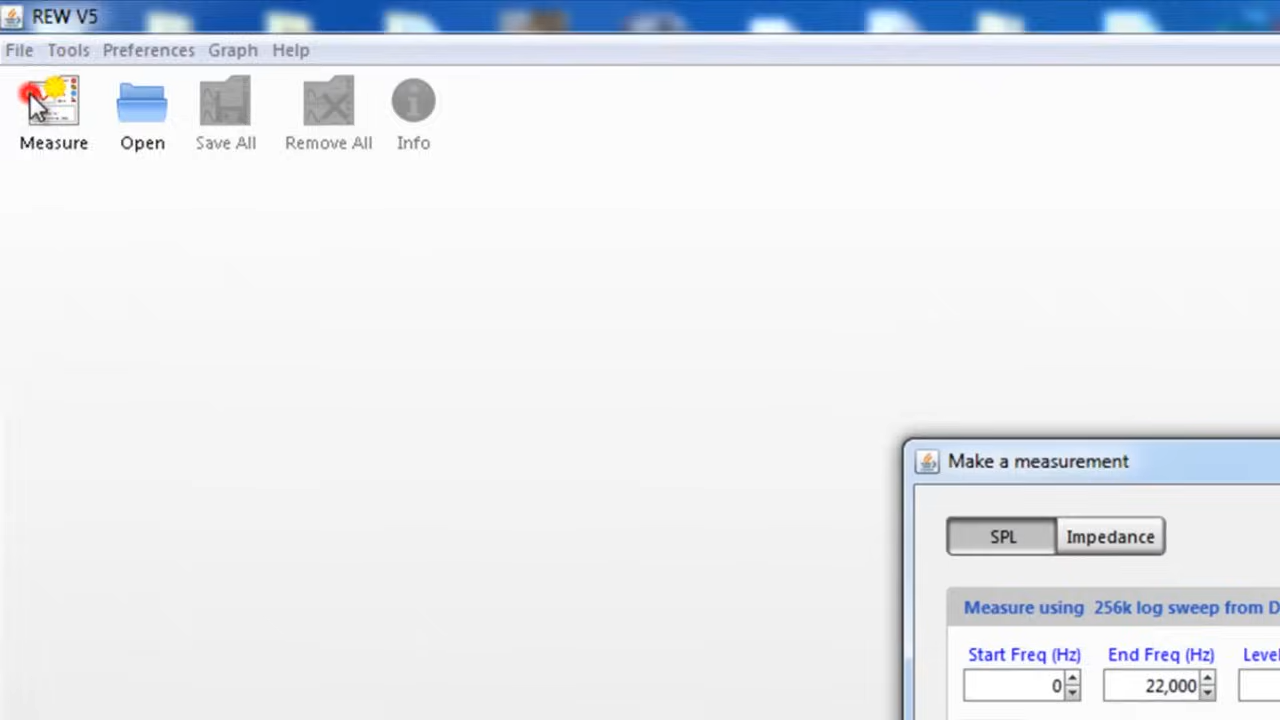 REW V5
File Tools Preferences Graph Help
Measure Open Save All Remove All Info
Make a measurement
SPL Impedance
Measure using 256k log sweep from
Start Freq (Hz) End Freq (Hz) Level
0 22,000